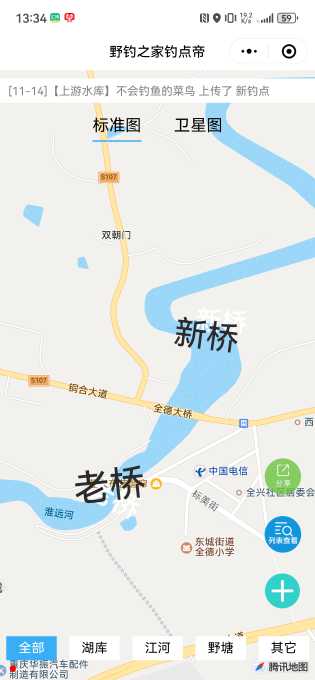 13:34
59
野钓之家钓点帝
[11-14]【上游水库】不会钓鱼的菜鸟 上传了 新钓点
标准图 卫星图
S107
双朝门
新桥
新桥
S107
铜合大道
全德大桥
西
老桥
中国电信
分享
全兴社区居委会
标美街
淮远河
列表查看
东城街道
全德小学
全部 湖库 江河 野塘 其它
重庆华振汽车配件
制造有限公司
腾讯地图